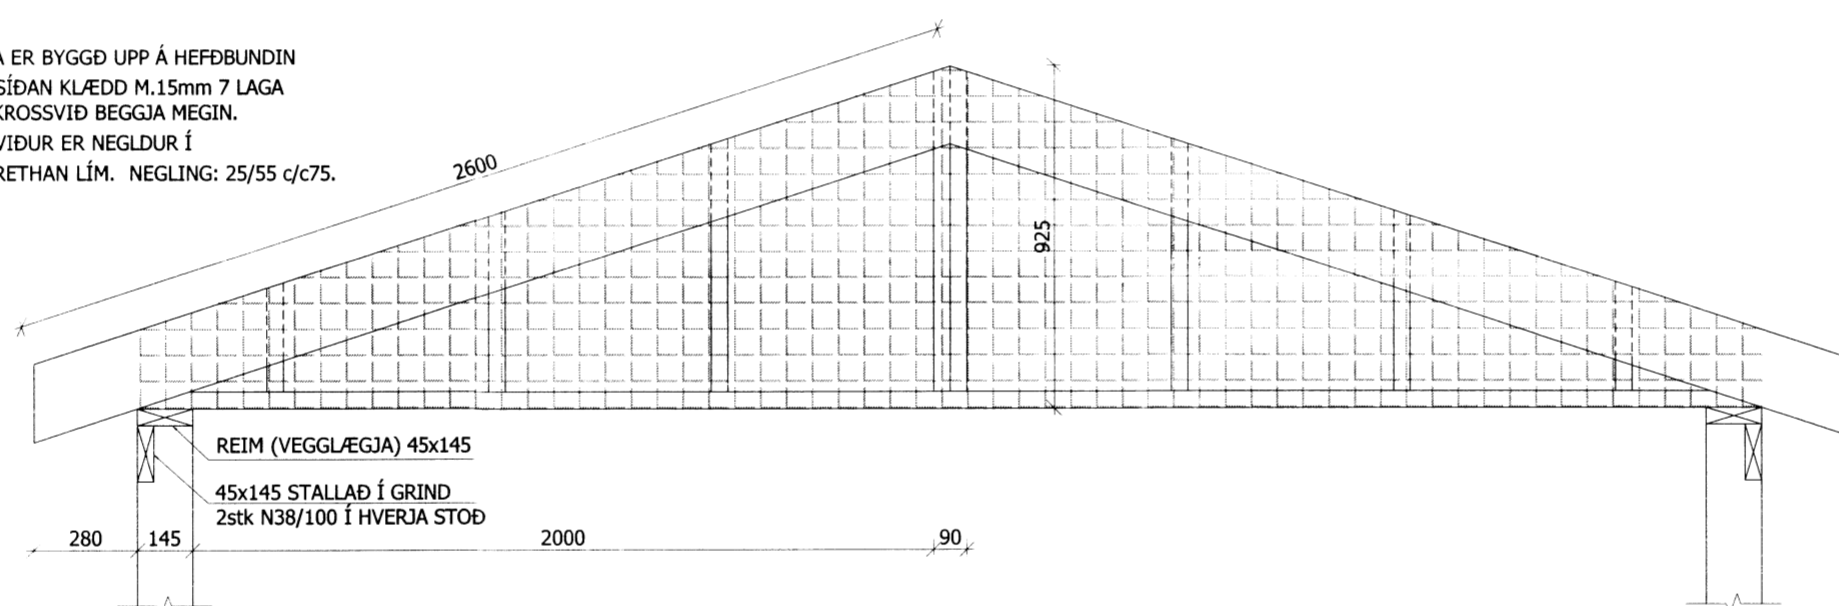 A ER BYGGÐ UPP Á HEFÐBUNDIN
SÍÐAN KLÆDD M.15mm 7 LAGA
KROSSVIÐ BEGGJA MEGIN.
VIÐUR ER NEGLDUR Í
RETHAN LÍM. NEGLING: 25/55 c/c75.
2600
925
REIM (VEGGLÆGJA) 45x145
45x145 STALLAÐ Í GRIND
2stk N38/100 Í HVERJA STOÐ
280 145 2000 90